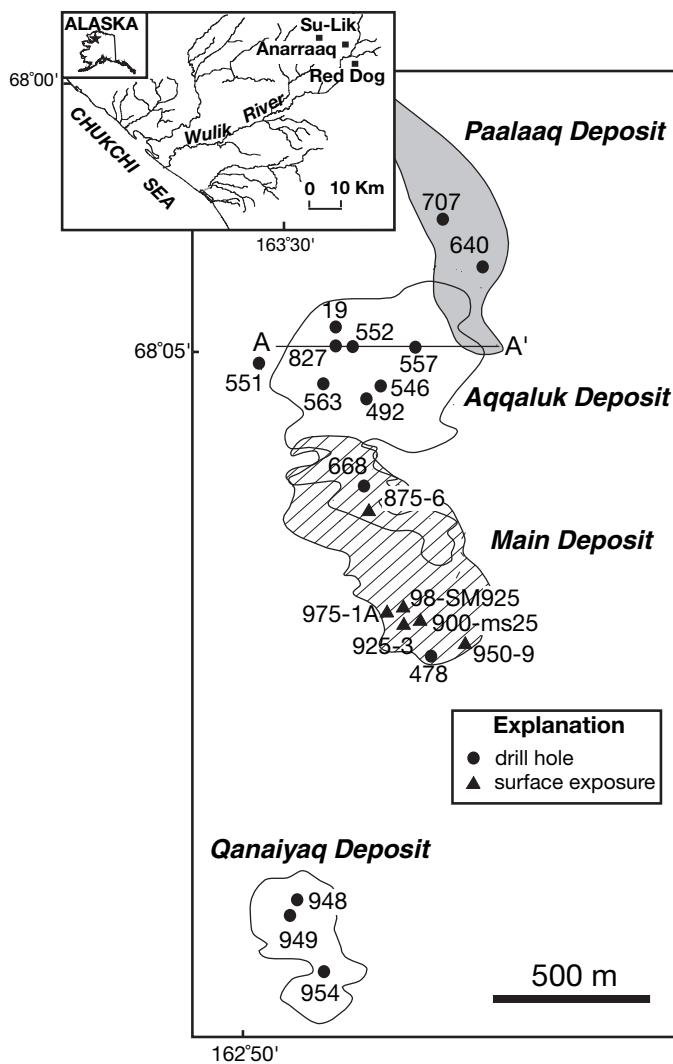 ALASKA
Su-Lik
Anarraaq
Red Dog
68°00'
Wulik River
CHUKCHI SEA
0 10 Km
163°30'
Paalaaq Deposit
707
640
19
552
A
A'
827
557
68°05'
551
563
546
492
Aqqaluk Deposit
668
875-6
Main Deposit
98-SM925
975-1A
900-ms25
925-3
950-9
478
Explanation
drill hole
surface exposure
Qanaiyaq Deposit
948
949
954
500 m
162°50'